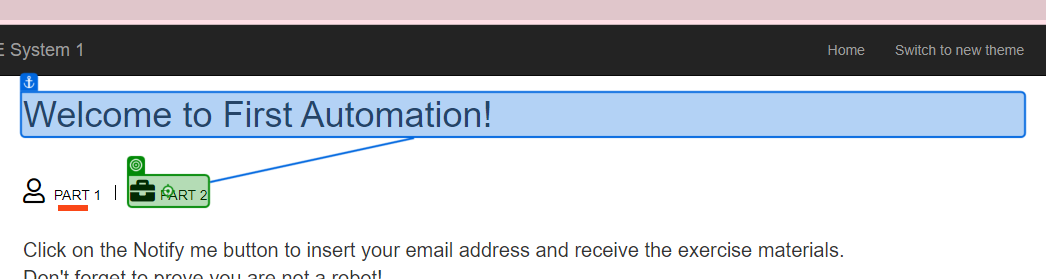 E System 1 Home Switch to new theme
Welcome to First Automation!
PART 1 | PART 2
Click on the Notify me button to insert your email address and receive the exercise materials.
Don't forget to prove you are not a robot!